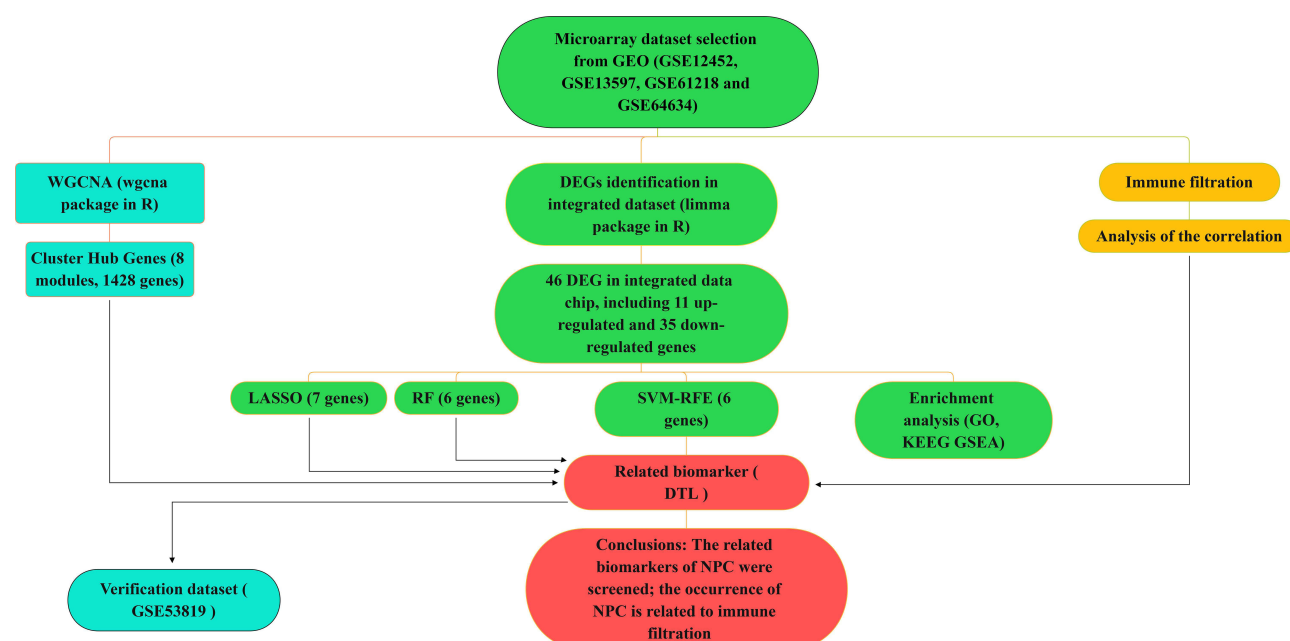 Microarray dataset selection
from GEO (GSE12452,
GSE13597, GSE61218 and
GSE64634)
WGCNA (wgcna
package in R)
DEGs identification in
integrated dataset (limma
package in R)
Immune filtration
Analysis of the correlation
Cluster Hub Genes (8
modules, 1428 genes)
46 DEG in integrated data
chip, including 11 up-
regulated and 35 down-
regulated genes
LASSO (7 genes)
RF (6 genes)
SVM-RFE (6
genes)
Enrichment
analysis (GO,
KEEG GSEA)
Related biomarker (
DTL )
Verification dataset (
GSE53819 )
Conclusions: The related
biomarkers of NPC were
screened; the occurrence of
NPC is related to immune
filtration